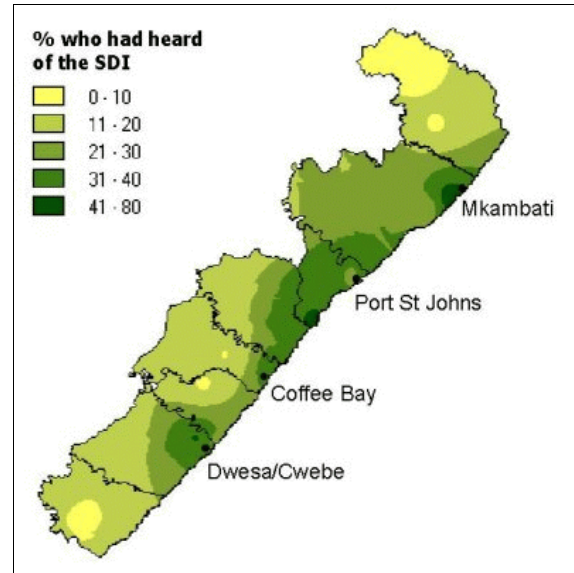 % who had heard
of the SDI
0 - 10
11 - 20
21 - 30
31 - 40
41 - 80
Mkambati
Port St Johns
Coffee Bay
Dwesa/Cwebe